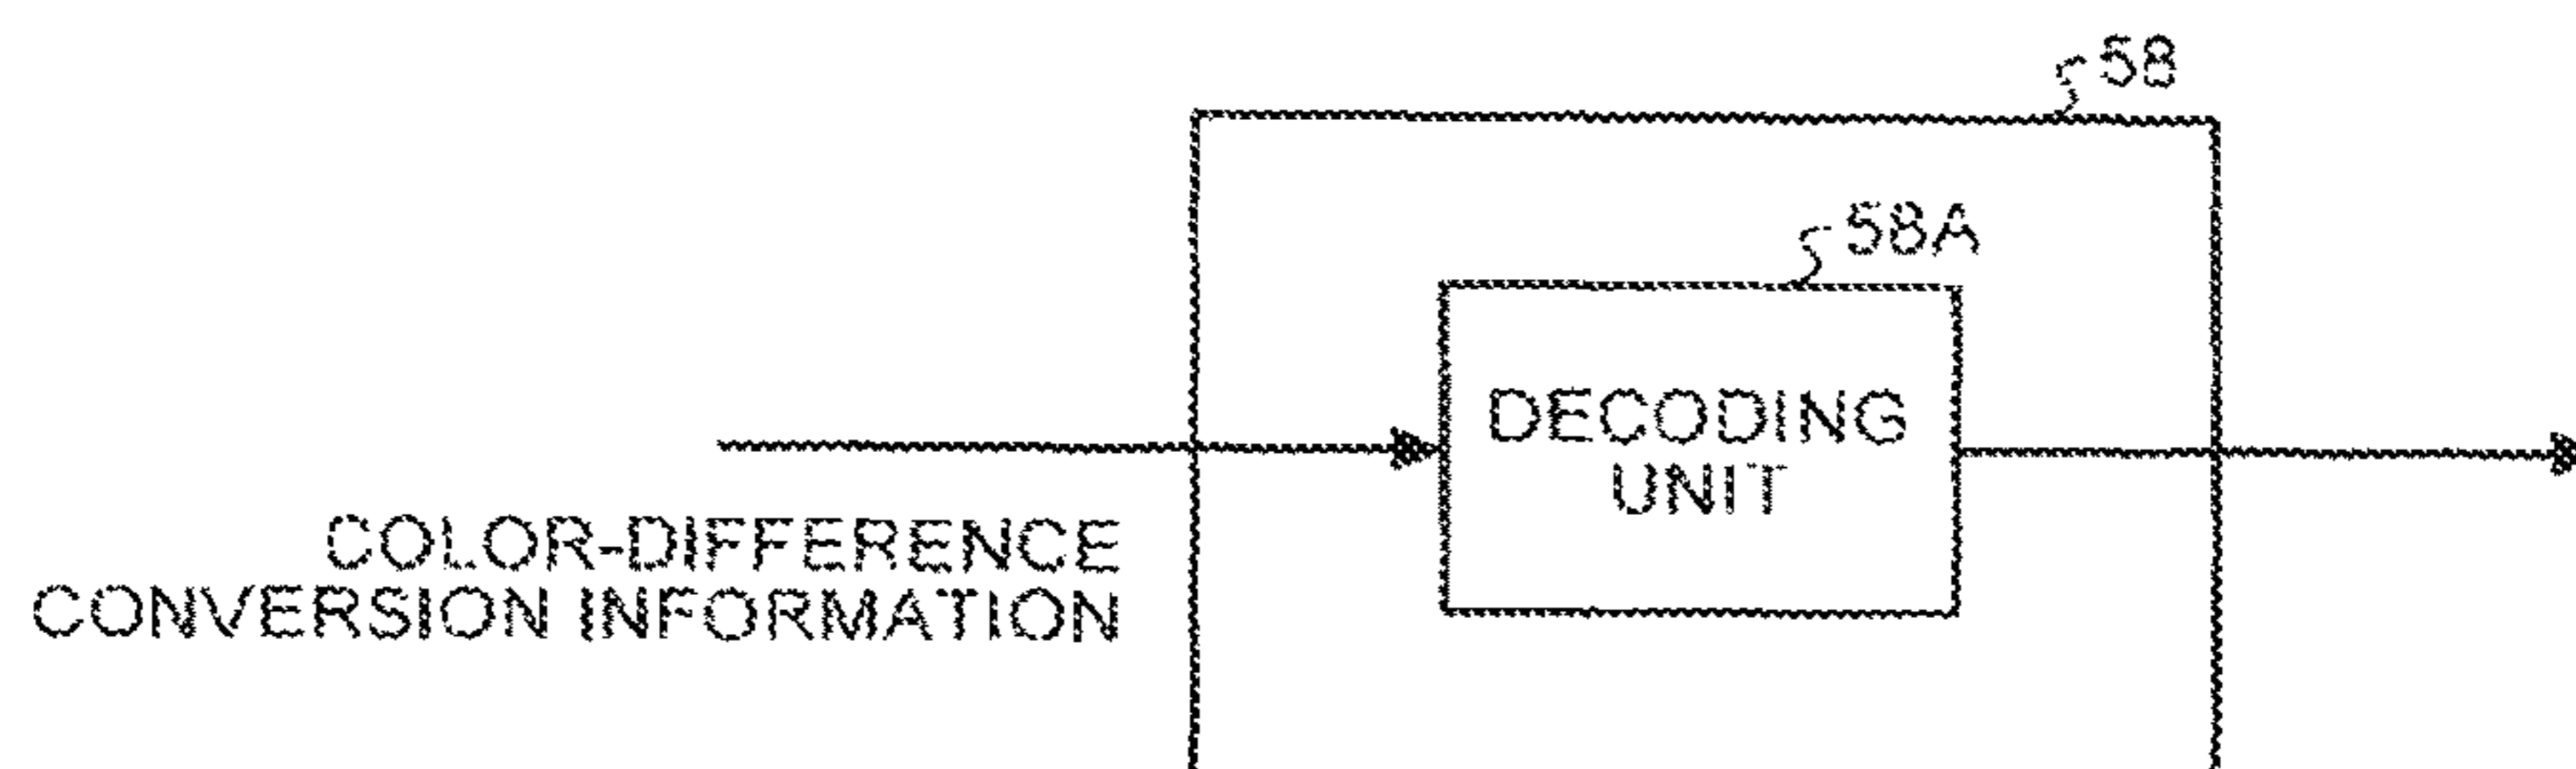 58
58A
DECODING
UNIT
COLOR-DIFFERENCE
CONVERSION INFORMATION